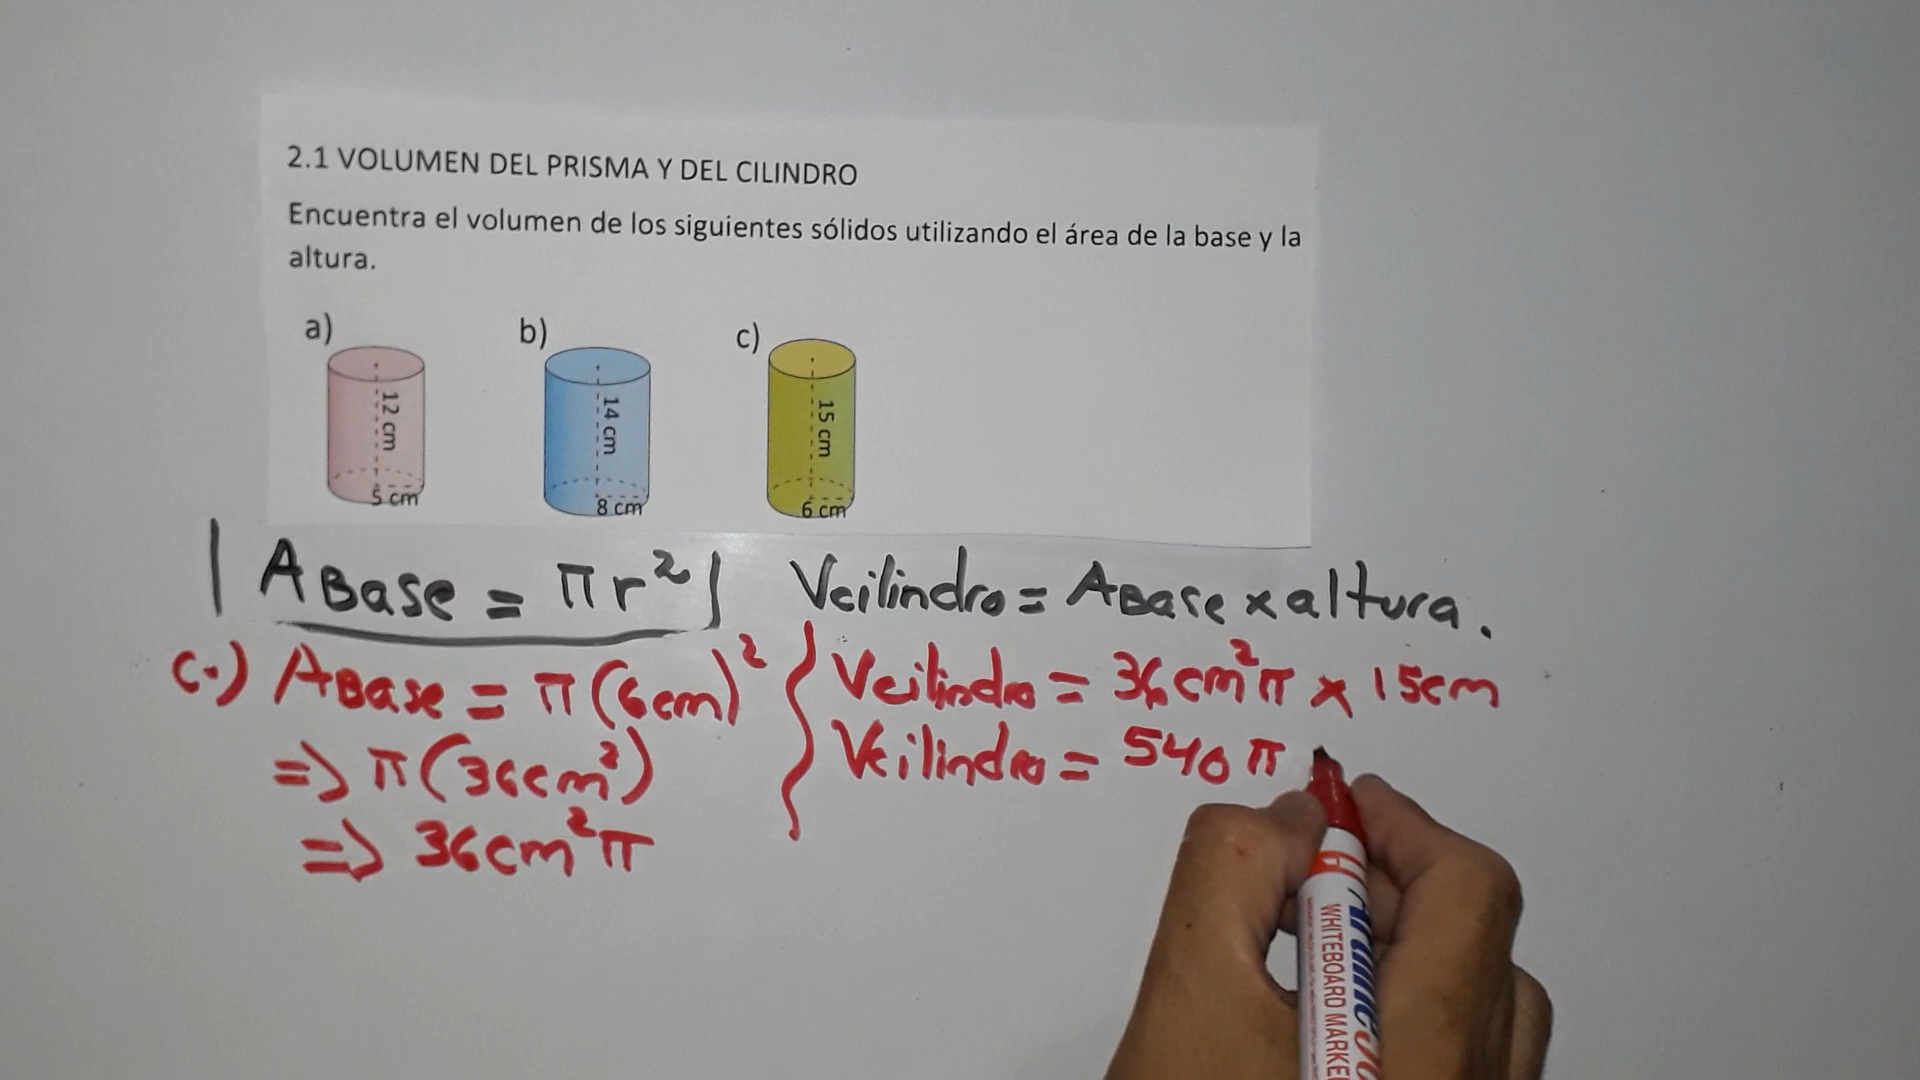 2.1 VOLUMEN DEL PRISMA Y DEL CILINDRO
Encuentra el volumen de los siguientes sólidos utilizando el área de la base y la
altura.
a)
12 cm
5 cm
b)
14 cm
8 cm
c)
15 cm
6 cm
| ABase = πr² |
Vcilindro = ABase x altura.
c.) ABase = π(6cm)²
=> π(36cm²)
=> 36cm²π
Vcilindro = 36cm²π x 15cm
Vcilindro = 540π
WHITEBOARD MARKE